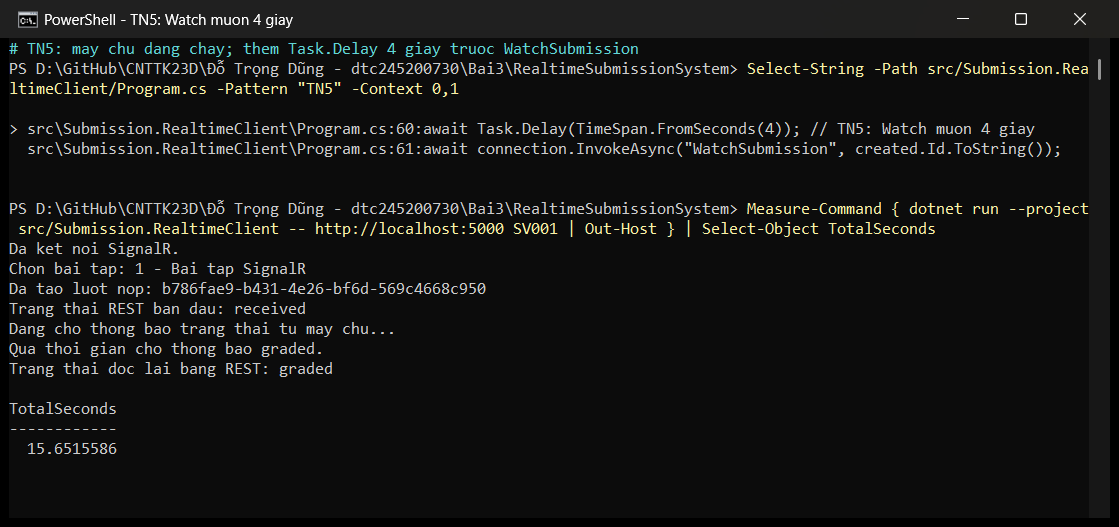 PowerShell - TN5: Watch muon 4 giay
# TN5: may chu dang chay; them Task.Delay 4 giay truoc WatchSubmission
PS D:\GitHub\CNTTK23D\Đỗ Trọng Dũng - dtc245200730\Bai3\RealtimeSubmissionSystem> Select-String -Path src/Submission.Rea
ltimeClient/Program.cs -Pattern "TN5" -Context 0,1
> src\Submission.RealtimeClient\Program.cs:60:await Task.Delay(TimeSpan.FromSeconds(4)); // TN5: Watch muon 4 giay
src\Submission.RealtimeClient\Program.cs:61:await connection.InvokeAsync("WatchSubmission", created.Id.ToString());
PS D:\GitHub\CNTTK23D\Đỗ Trọng Dũng - dtc245200730\Bai3\RealtimeSubmissionSystem> Measure-Command { dotnet run --project
src/Submission.RealtimeClient -- http://localhost:5000 SV001 | Out-Host } | Select-Object TotalSeconds
Da ket noi SignalR.
Chon bai tap: 1 - Bai tap SignalR
Da tao luot nop: b786fae9-b431-4e26-bf6d-569c4668c950
Trang thai REST ban dau: received
Dang cho thong bao trang thai tu may chu...
Qua thoi gian cho thong bao graded.
Trang thai doc lai bang REST: graded
TotalSeconds
------------
15.6515586